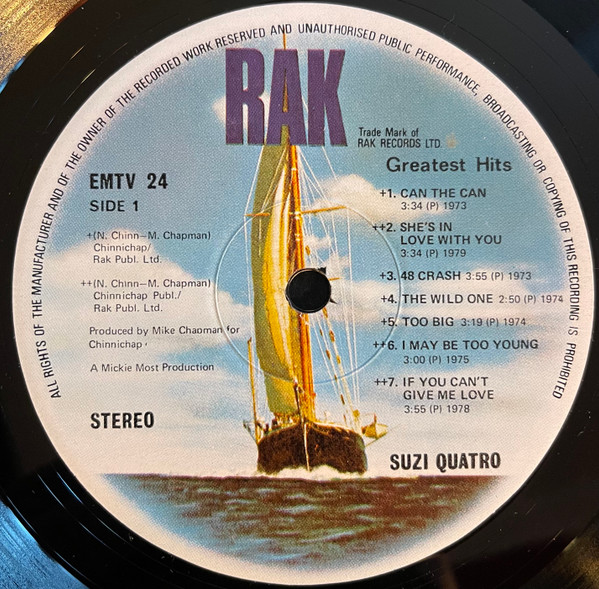 ALL RIGHTS OF THE MANUFACTURER AND OF THE OWNER OF THE RECORDED WORK RESERVED AND UNAUTHORISED PUBLIC PERFORMANCE, BROADCASTING OR COPYING OF THIS RECORDING IS PROHIBITED
RAK
Trade Mark of
RAK RECORDS LTD.
Greatest Hits
EMTV 24
SIDE 1
+(N. Chinn—M. Chapman)
Chinnichap/
Rak Publ. Ltd.
++(N. Chinn—M. Chapman)
Chinnichap Publ./
Rak Publ. Ltd.
Produced by Mike Chapman for
Chinnichap
A Mickie Most Production
STEREO
+1. CAN THE CAN
3:34 (P) 1973
++2. SHE'S IN
LOVE WITH YOU
3:34 (P) 1979
+3. 48 CRASH 3:55 (P) 1973
+4. THE WILD ONE 2:50 (P) 1974
+5. TOO BIG 3:19 (P) 1974
++6. I MAY BE TOO YOUNG
3:00 (P) 1975
++7. IF YOU CAN'T
GIVE ME LOVE
3:55 (P) 1978
SUZI QUATRO